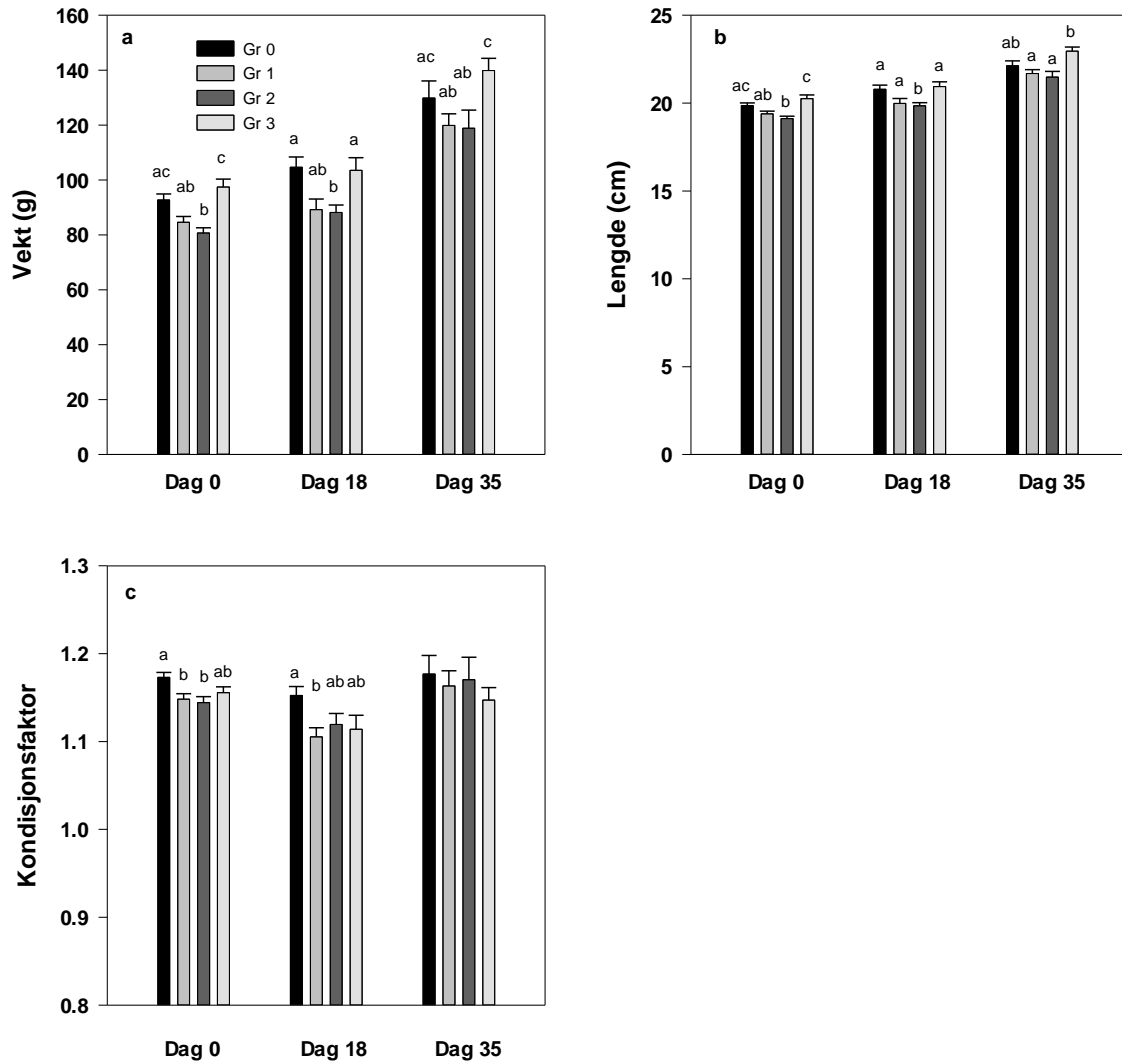 a
Gr 0
Gr 1
Gr 2
Gr 3
Vekt (g)
160
140
120
100
80
60
40
20
0
ac ab b c
a ab b a
ac ab ab c
Dag 0 Dag 18 Dag 35
b
Lengde (cm)
25
20
15
10
5
0
ac ab b c
a a b a
ab a a b
Dag 0 Dag 18 Dag 35
c
Kondisjonsfaktor
1.3
1.2
1.1
1.0
0.9
0.8
a b b ab
a b ab ab
Dag 0 Dag 18 Dag 35